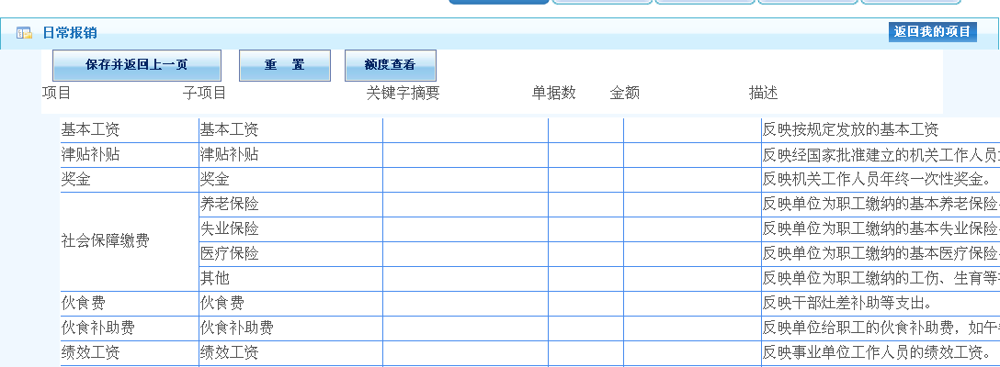 日常报销
返回我的项目
保存并返回上一页 重 置 额度查看
项目 子项目 关键字摘要 单据数 金额 描述
基本工资 基本工资 反映按规定发放的基本工资
津贴补贴 津贴补贴 反映经国家批准建立的机关工作人员
奖金 奖金 反映机关工作人员年终一次性奖金。
社会保障缴费
养老保险 反映单位为职工缴纳的基本养老保险
失业保险 反映单位为职工缴纳的基本失业保险
医疗保险 反映单位为职工缴纳的基本医疗保险
其他 反映单位为职工缴纳的工伤、生育等
伙食费 伙食费 反映干部灶差补助等支出。
伙食补助费 伙食补助费 反映单位给职工的伙食补助费，如午
绩效工资 绩效工资 反映事业单位工作人员的绩效工资。